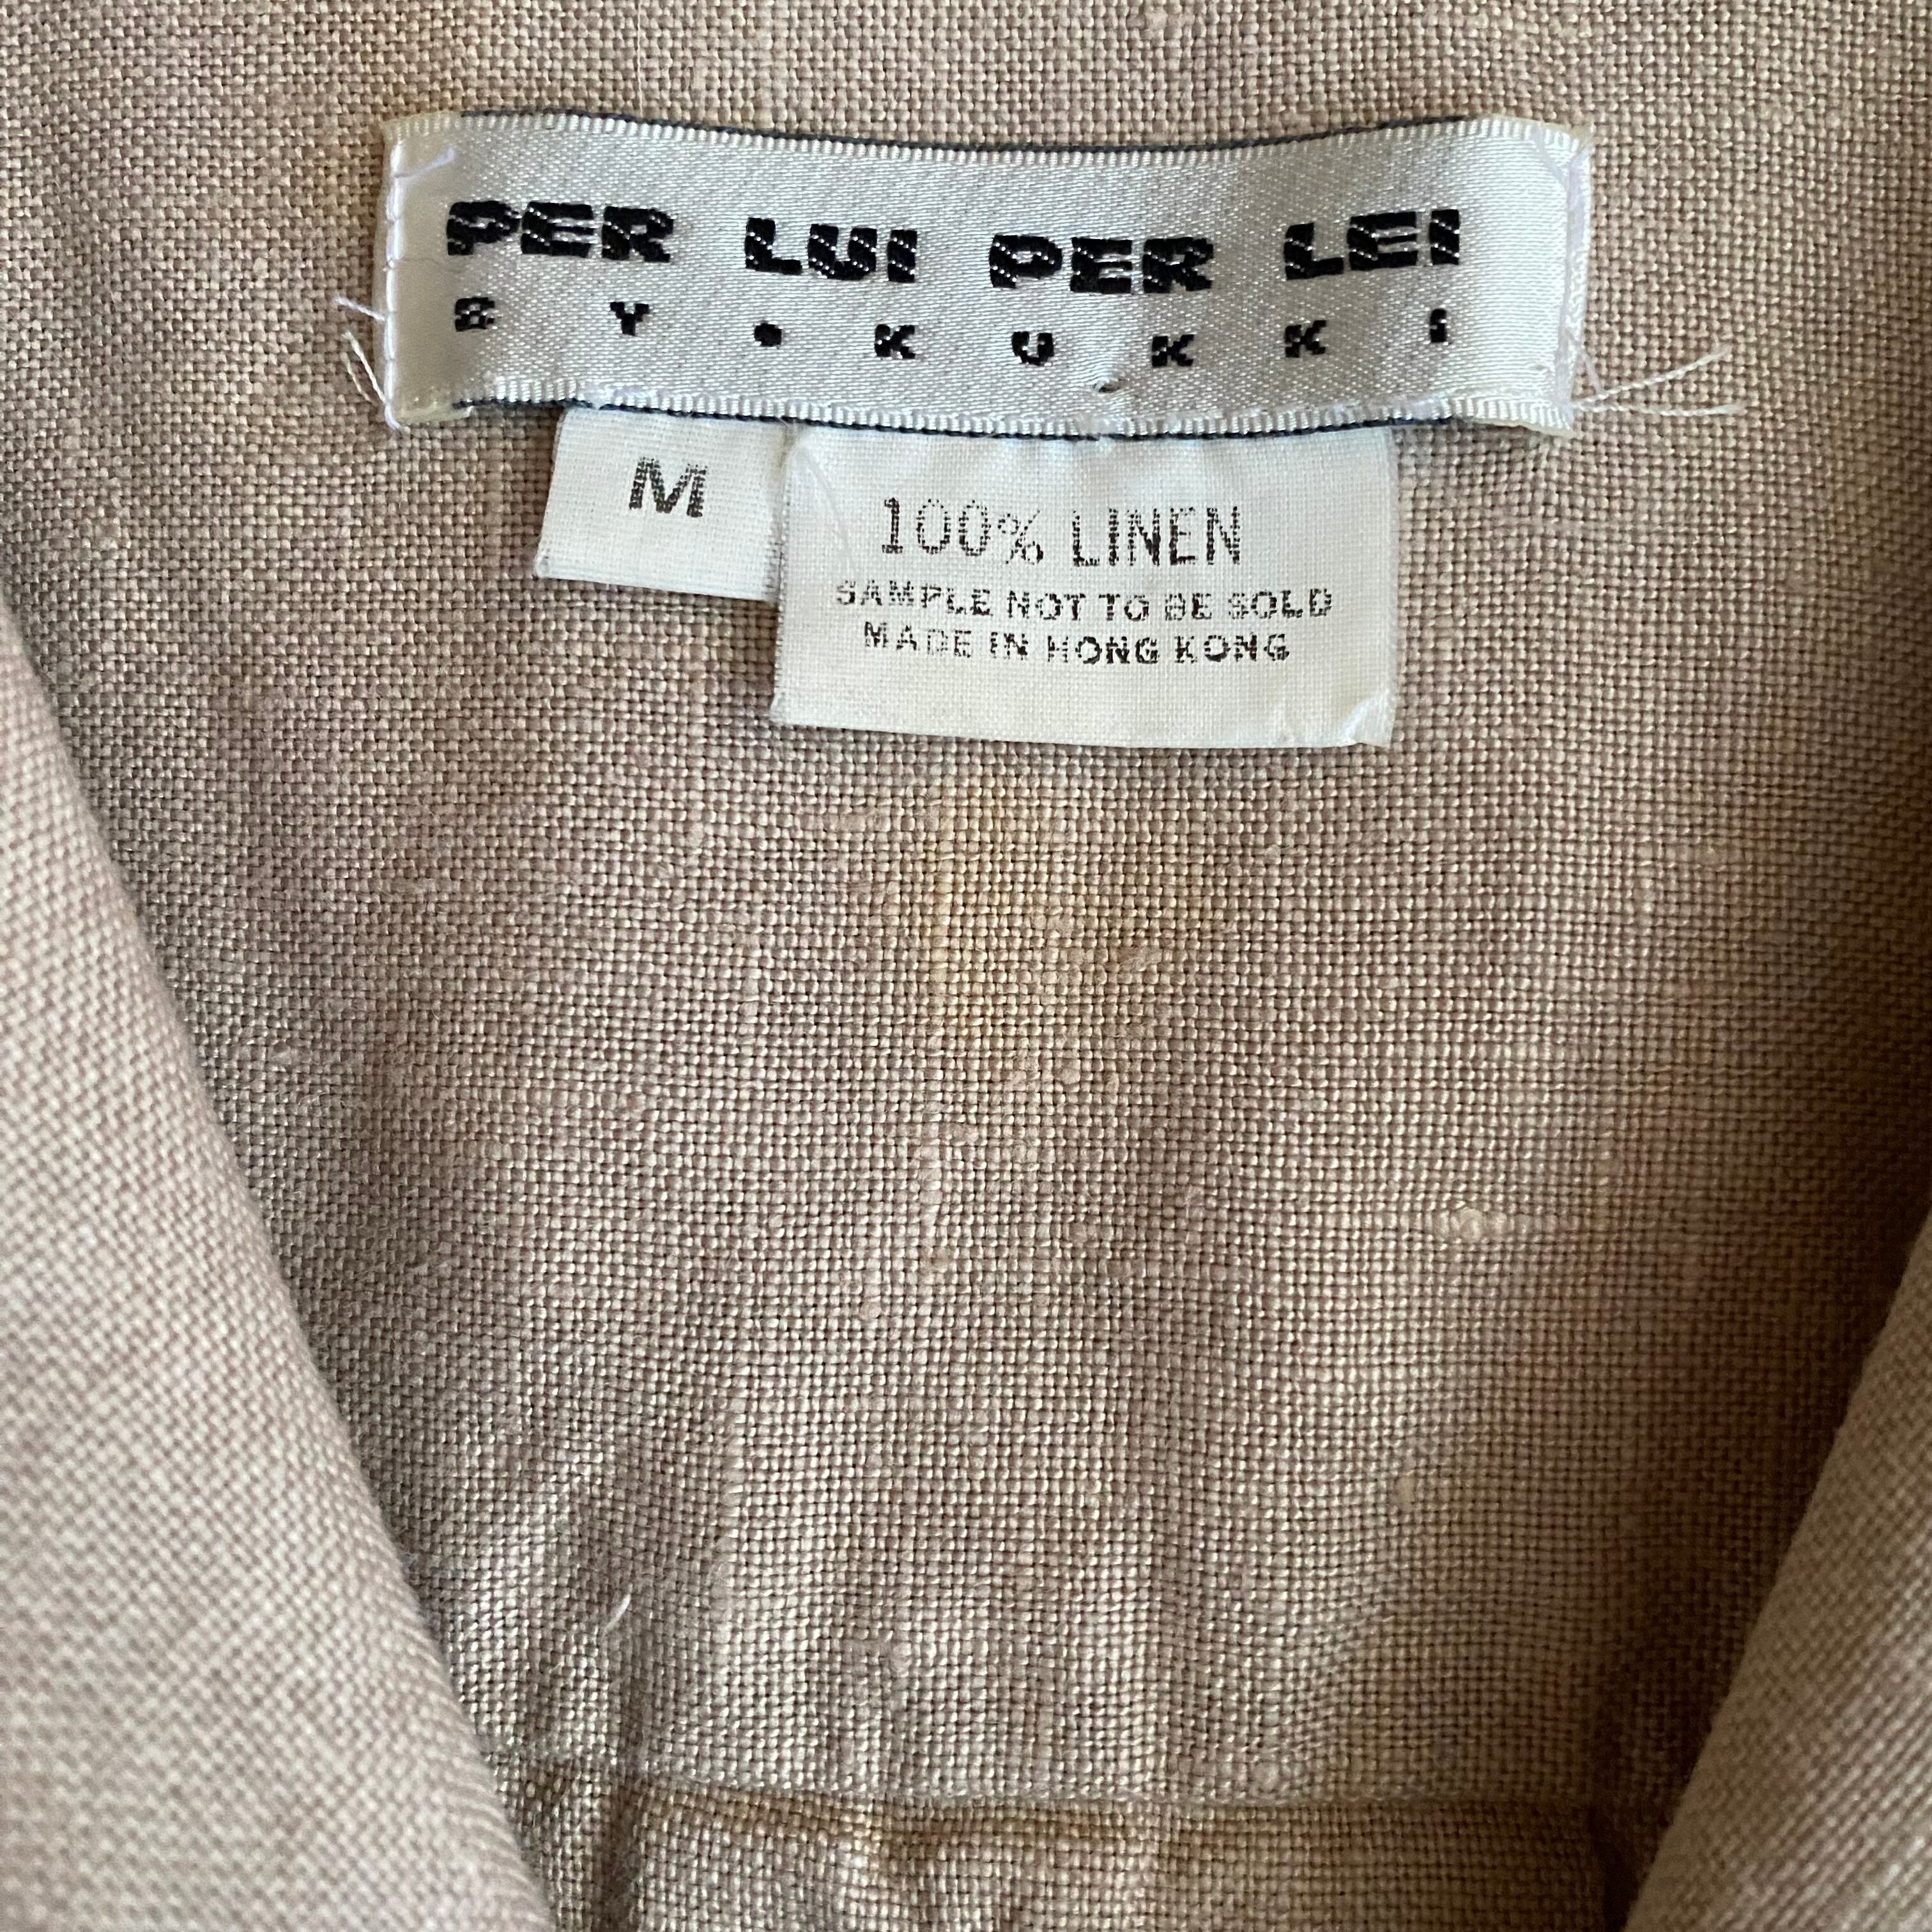 PER LUI PER LEI
BY • KUKKI
M
100% LINEN
SAMPLE NOT TO BE SOLD
MADE IN HONG KONG